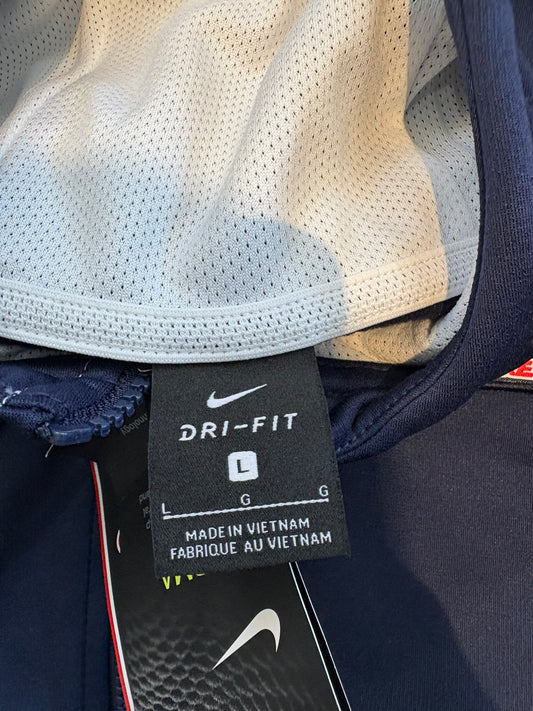 DRI-FIT
L
L G G
MADE IN VIETNAM
FABRIQUE AU VIETNAM